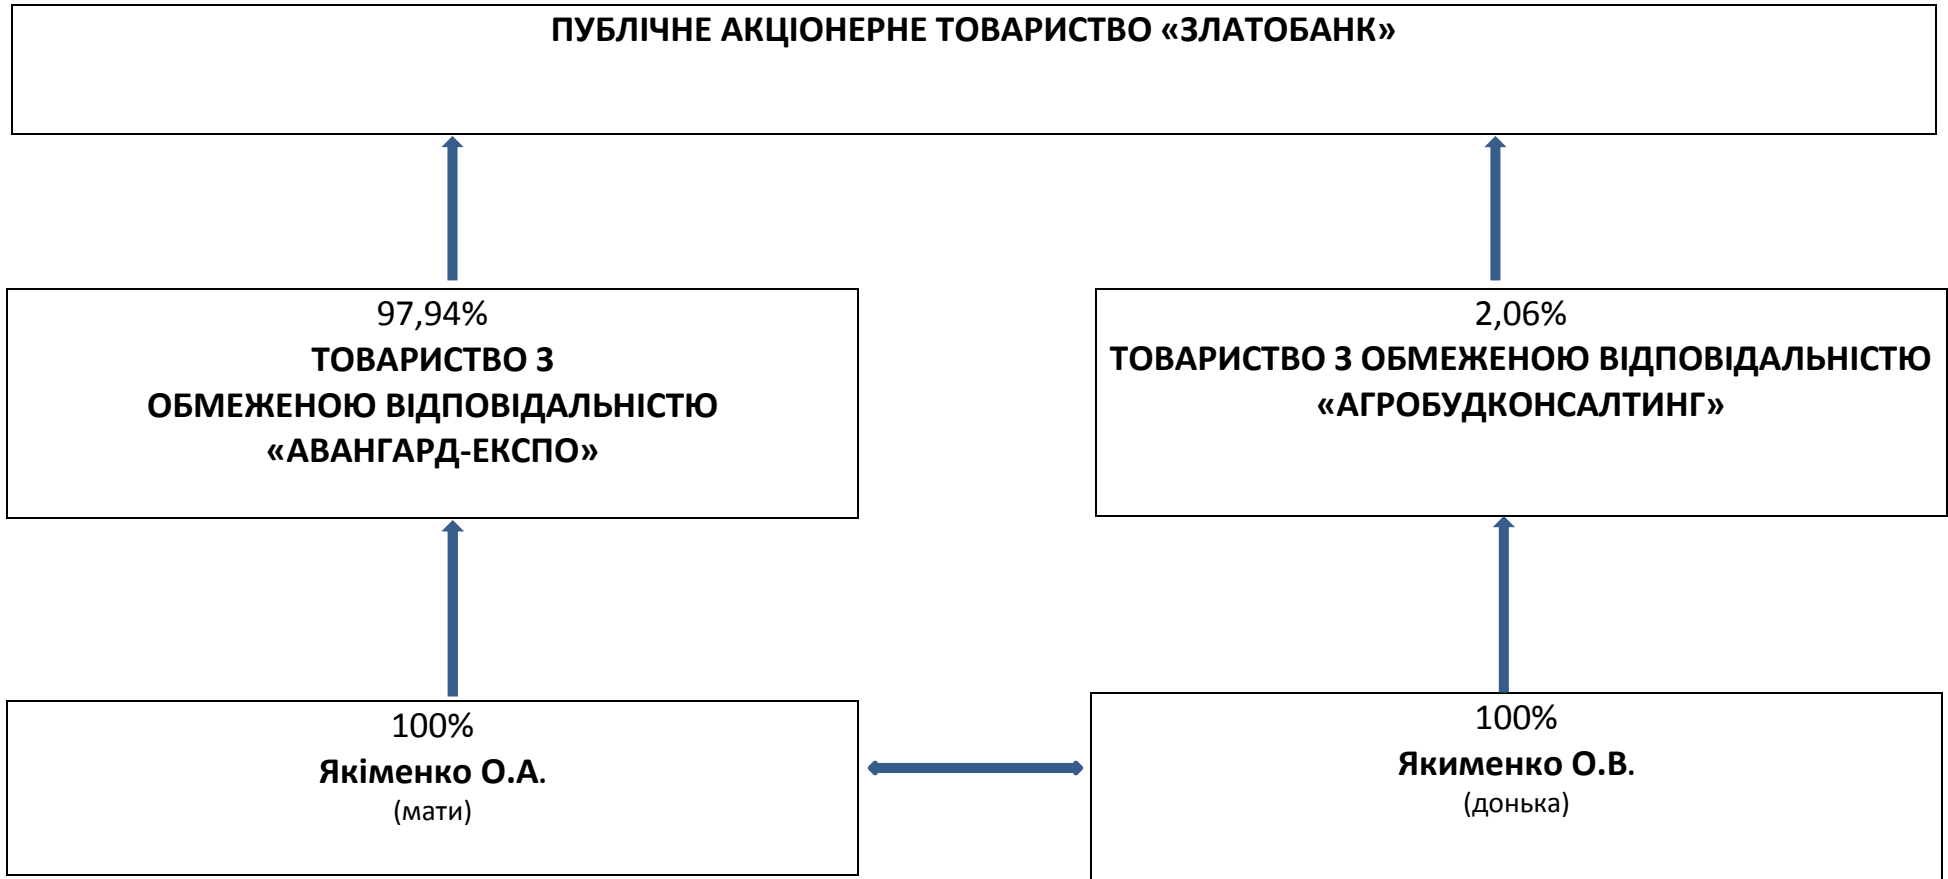 ПУБЛІЧНЕ АКЦІОНЕРНЕ ТОВАРИСТВО «ЗЛАТОБАНК»
97,94%
ТОВАРИСТВО З
ОБМЕЖЕНОЮ ВІДПОВІДАЛЬНІСТЮ
«АВАНГАРД-ЕКСПО»
2,06%
ТОВАРИСТВО З ОБМЕЖЕНОЮ ВІДПОВІДАЛЬНІСТЮ
«АГРОБУДКОНСАЛТИНГ»
100%
Якіменко О.А.
(мати)
100%
Якименко О.В.
(донька)